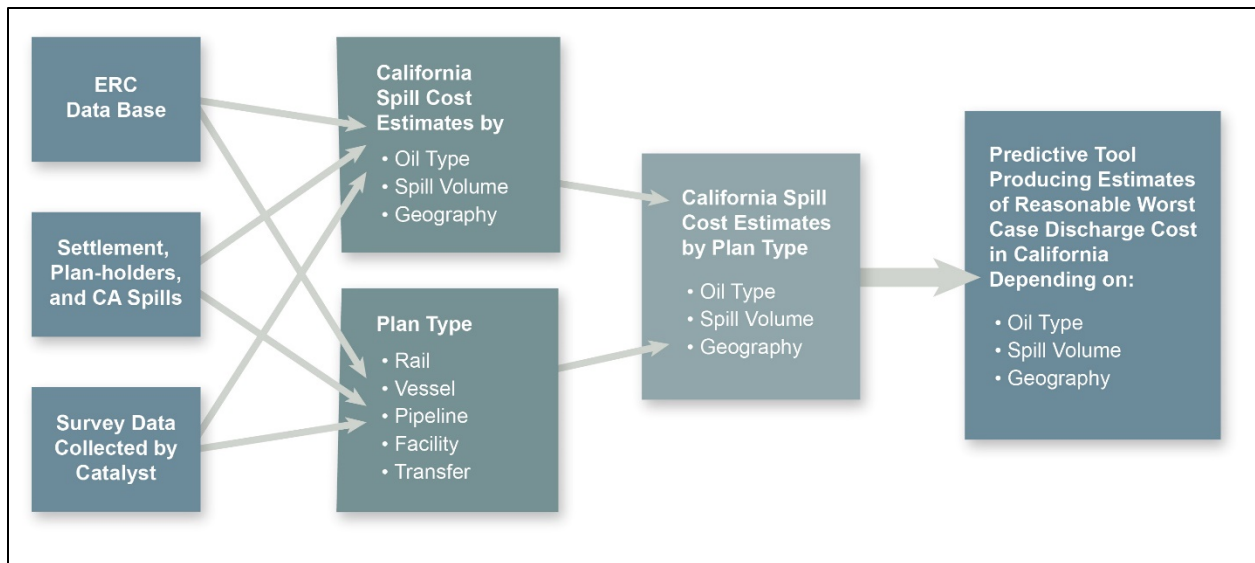 ERC
Data Base
Settlement,
Plan-holders,
and CA Spills
Survey Data
Collected by
Catalyst
California
Spill Cost
Estimates by
• Oil Type
• Spill Volume
• Geography
Plan Type
• Rail
• Vessel
• Pipeline
• Facility
• Transfer
California Spill
Cost Estimates
by Plan Type
• Oil Type
• Spill Volume
• Geography
Predictive Tool
Producing Estimates
of Reasonable Worst
Case Discharge Cost
in California
Depending on:
• Oil Type
• Spill Volume
• Geography